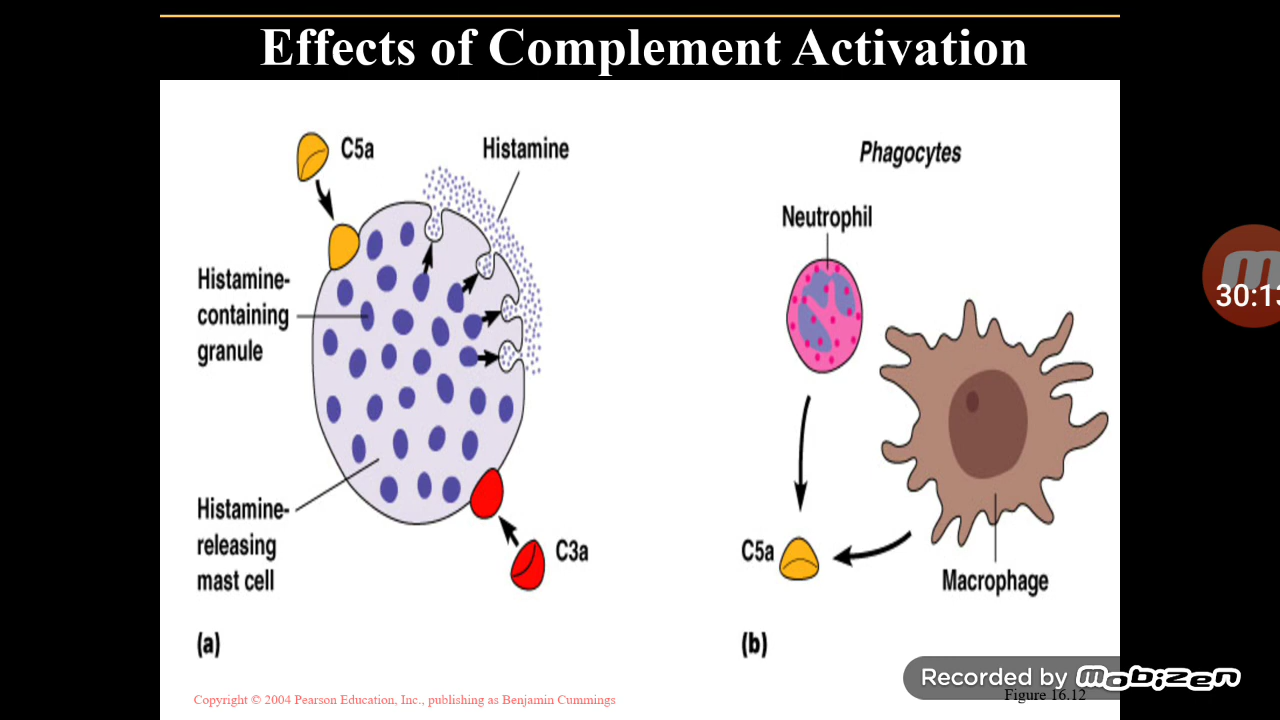 Effects of Complement Activation
C5a
Histamine
Histamine-
containing
granule
Histamine-
releasing
mast cell
C3a
(a)
Phagocytes
Neutrophil
C5a
Macrophage
(b)
Copyright © 2004 Pearson Education, Inc., publishing as Benjamin Cummings
Figure 16.12
Recorded by mobizen
30:13